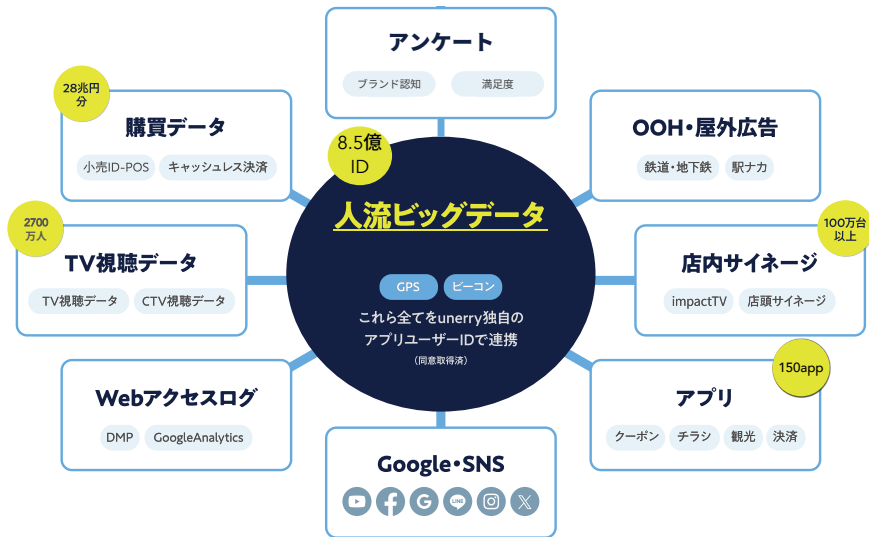 アンケート
ブランド認知
満足度
28兆円
分
購買データ
小売ID-POS
キャッシュレス決済
OOH・屋外広告
鉄道・地下鉄
駅ナカ
8.5億
ID
人流ビッグデータ
GPS
ビーコン
これら全てをunerry独自の
アプリユーザーIDで連携
(同意取得済)
2700
万人
TV視聴データ
TV視聴データ
CTV視聴データ
100万台
以上
店内サイネージ
impactTV
店頭サイネージ
Webアクセスログ
DMP
GoogleAnalytics
150app
アプリ
クーポン
チラシ
観光
決済
Google・SNS
LINE